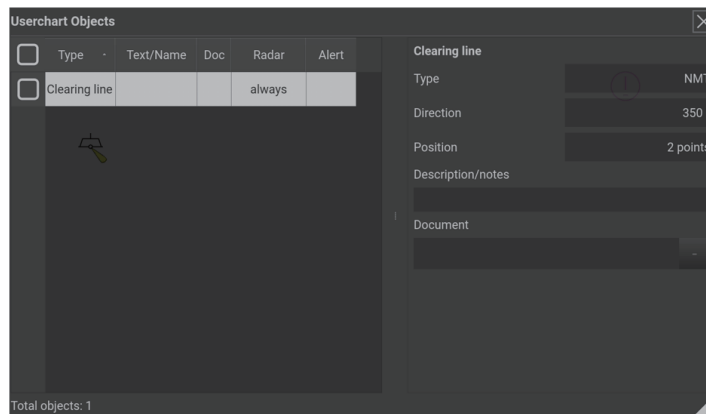 Userchart Objects
Type Text/Name Doc Radar Alert
Clearing line always
Total objects: 1
Clearing line
Type NMT
Direction 350
Position 2 points
Description/notes
Document